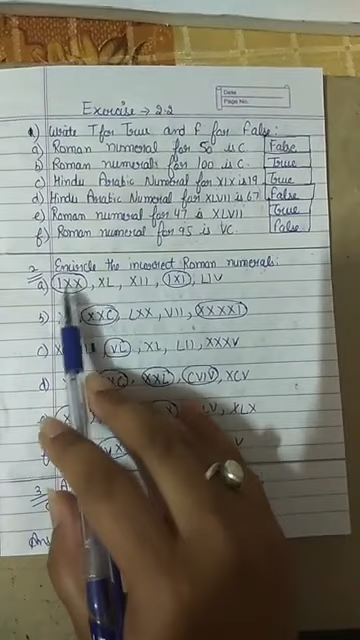 Date
Page No.
Exercise → 2.2
1) Write T for True and F for False:
a) Roman numeral for 50 is C. False
b) Roman numerals for 100 is C. True
c) Hindu Arabic Numeral for XIX is 19 True
d) Hindu Arabic Numeral for XLVII is 67 False
e) Roman numeral for 47 is XLVII True
f) Roman numeral for 95 is VC. False
2. Encircle the incorrect Roman numerals:
a) IXX, XL, XII, IXI, LIV
b) XXC, LXX, VII, XXXXI
c) VL, XL, LII, XXXV
d) XXL, CVIV, XCV
XLX
3
Ans